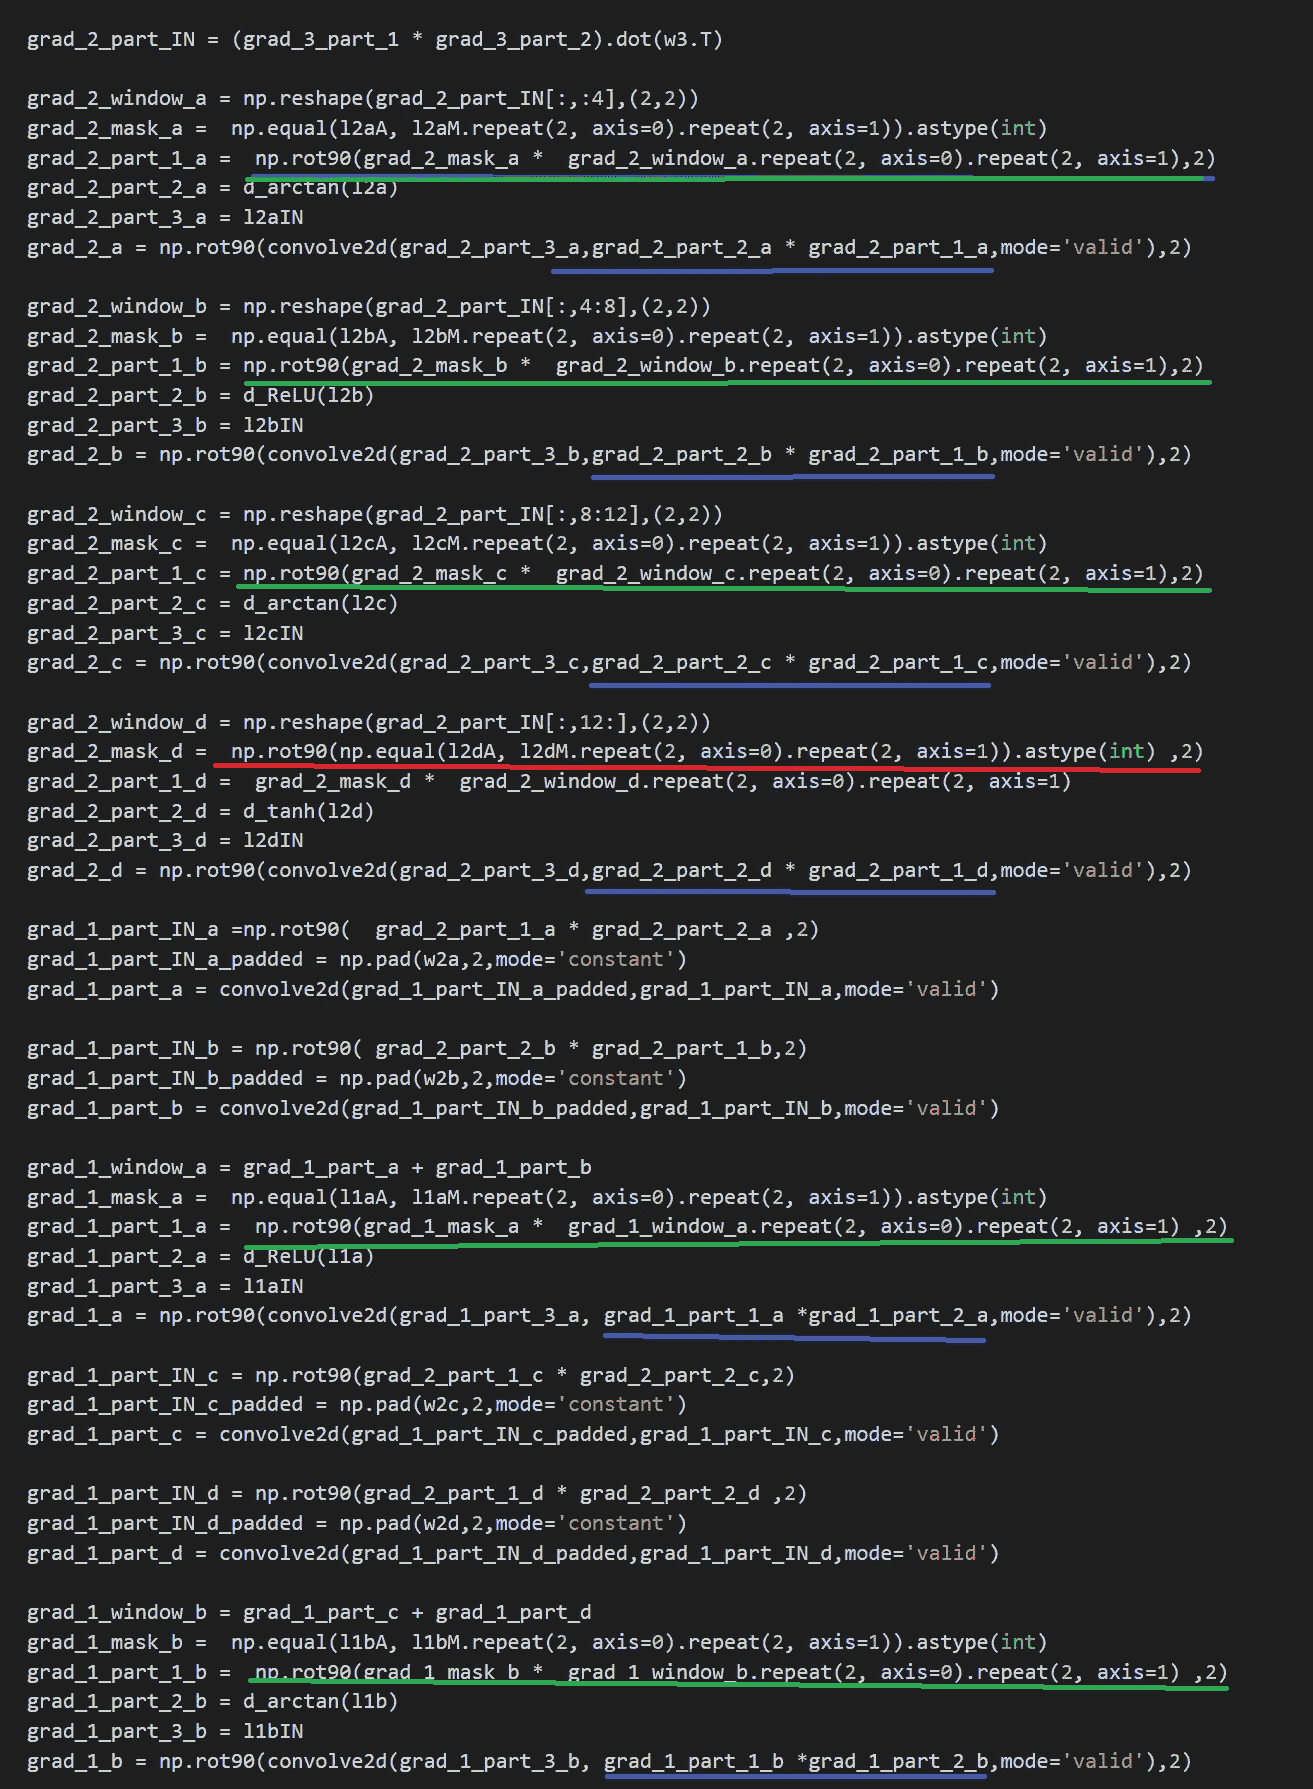 grad_2_part_IN = (grad_3_part_1 * grad_3_part_2).dot(w3.T)
grad_2_window_a = np.reshape(grad_2_part_IN[:,:4],(2,2))
grad_2_mask_a =  np.equal(l2aA, l2aM.repeat(2, axis=0).repeat(2, axis=1)).astype(int)
grad_2_part_1_a =  np.rot90(grad_2_mask_a *  grad_2_window_a.repeat(2, axis=0).repeat(2, axis=1),2)
grad_2_part_2_a = d_arctan(l2a)
grad_2_part_3_a = l2aIN
grad_2_a = np.rot90(convolve2d(grad_2_part_3_a,grad_2_part_2_a * grad_2_part_1_a,mode='valid'),2)
grad_2_window_b = np.reshape(grad_2_part_IN[:,4:8],(2,2))
grad_2_mask_b =  np.equal(l2bA, l2bM.repeat(2, axis=0).repeat(2, axis=1)).astype(int)
grad_2_part_1_b = np.rot90(grad_2_mask_b *  grad_2_window_b.repeat(2, axis=0).repeat(2, axis=1),2)
grad_2_part_2_b = d_ReLU(l2b)
grad_2_part_3_b = l2bIN
grad_2_b = np.rot90(convolve2d(grad_2_part_3_b,grad_2_part_2_b * grad_2_part_1_b,mode='valid'),2)
grad_2_window_c = np.reshape(grad_2_part_IN[:,8:12],(2,2))
grad_2_mask_c =  np.equal(l2cA, l2cM.repeat(2, axis=0).repeat(2, axis=1)).astype(int)
grad_2_part_1_c = np.rot90(grad_2_mask_c *  grad_2_window_c.repeat(2, axis=0).repeat(2, axis=1),2)
grad_2_part_2_c = d_arctan(l2c)
grad_2_part_3_c = l2cIN
grad_2_c = np.rot90(convolve2d(grad_2_part_3_c,grad_2_part_2_c * grad_2_part_1_c,mode='valid'),2)
grad_2_window_d = np.reshape(grad_2_part_IN[:,12:],(2,2))
grad_2_mask_d =  np.rot90(np.equal(l2dA, l2dM.repeat(2, axis=0).repeat(2, axis=1)).astype(int) ,2)
grad_2_part_1_d =  grad_2_mask_d *  grad_2_window_d.repeat(2, axis=0).repeat(2, axis=1)
grad_2_part_2_d = d_tanh(l2d)
grad_2_part_3_d = l2dIN
grad_2_d = np.rot90(convolve2d(grad_2_part_3_d,grad_2_part_2_d * grad_2_part_1_d,mode='valid'),2)
grad_1_part_IN_a =np.rot90(  grad_2_part_1_a * grad_2_part_2_a ,2)
grad_1_part_IN_a_padded = np.pad(w2a,2,mode='constant')
grad_1_part_a = convolve2d(grad_1_part_IN_a_padded,grad_1_part_IN_a,mode='valid')
grad_1_part_IN_b = np.rot90( grad_2_part_2_b * grad_2_part_1_b,2)
grad_1_part_IN_b_padded = np.pad(w2b,2,mode='constant')
grad_1_part_b = convolve2d(grad_1_part_IN_b_padded,grad_1_part_IN_b,mode='valid')
grad_1_window_a = grad_1_part_a + grad_1_part_b
grad_1_mask_a =  np.equal(l1aA, l1aM.repeat(2, axis=0).repeat(2, axis=1)).astype(int)
grad_1_part_1_a =  np.rot90(grad_1_mask_a *  grad_1_window_a.repeat(2, axis=0).repeat(2, axis=1) ,2)
grad_1_part_2_a = d_ReLU(l1a)
grad_1_part_3_a = l1aIN
grad_1_a = np.rot90(convolve2d(grad_1_part_3_a, grad_1_part_1_a *grad_1_part_2_a,mode='valid'),2)
grad_1_part_IN_c = np.rot90(grad_2_part_1_c * grad_2_part_2_c,2)
grad_1_part_IN_c_padded = np.pad(w2c,2,mode='constant')
grad_1_part_c = convolve2d(grad_1_part_IN_c_padded,grad_1_part_IN_c,mode='valid')
grad_1_part_IN_d = np.rot90(grad_2_part_1_d * grad_2_part_2_d ,2)
grad_1_part_IN_d_padded = np.pad(w2d,2,mode='constant')
grad_1_part_d = convolve2d(grad_1_part_IN_d_padded,grad_1_part_IN_d,mode='valid')
grad_1_window_b = grad_1_part_c + grad_1_part_d
grad_1_mask_b =  np.equal(l1bA, l1bM.repeat(2, axis=0).repeat(2, axis=1)).astype(int)
grad_1_part_1_b =  np.rot90(grad_1_mask_b *  grad_1_window_b.repeat(2, axis=0).repeat(2, axis=1) ,2)
grad_1_part_2_b = d_arctan(l1b)
grad_1_part_3_b = l1bIN
grad_1_b = np.rot90(convolve2d(grad_1_part_3_b, grad_1_part_1_b *grad_1_part_2_b,mode='valid'),2)